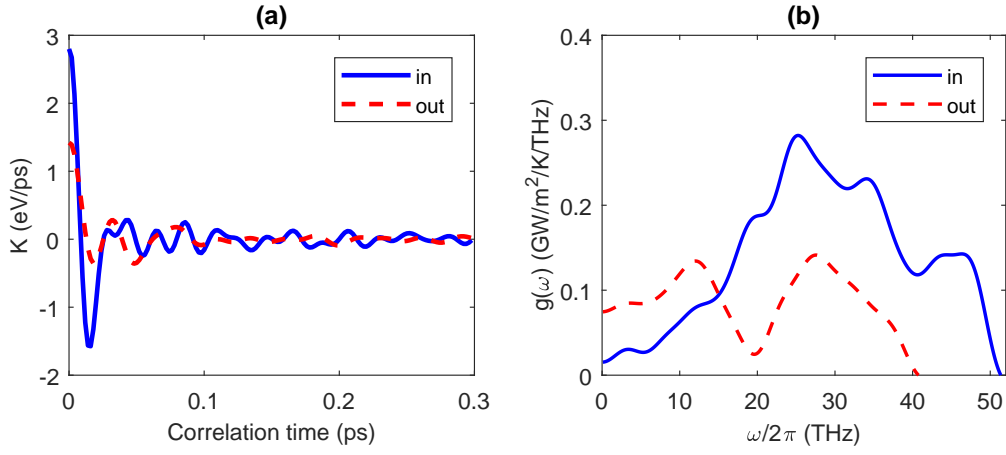 (a)
K (eV/ps)
3
2
1
0
-1
-2
0
0.1
0.2
0.3
Correlation time (ps)
in
out
(b)
g(ω) (GW/m²/K/THz)
0.4
0.3
0.2
0.1
0
0
10
20
30
40
50
ω/2π (THz)
in
out